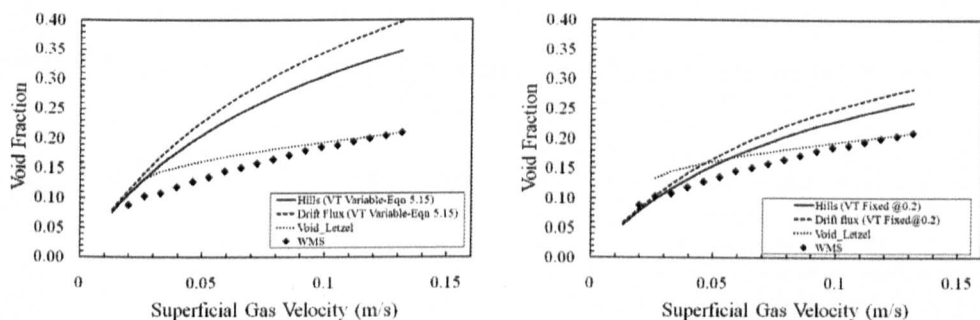 0.40
0.35
0.30
0.25
0.20
0.15
0.10
0.05
0.00
Void Fraction
0
0.05
0.1
0.15
Superficial Gas Velocity (m/s)
Hills (VT Variable-Eqn 5.15)
Drift Flux (VT Variable-Eqn 5.15)
Void_Letzel
WMS
0.40
0.35
0.30
0.25
0.20
0.15
0.10
0.05
0.00
Void Fraction
0
0.05
0.1
0.15
Superficial Gas Velocity (m/s)
Hills (VT Fixed @0.2)
Drift flux (VT Fixed@0.2)
Void_Letzel
WMS